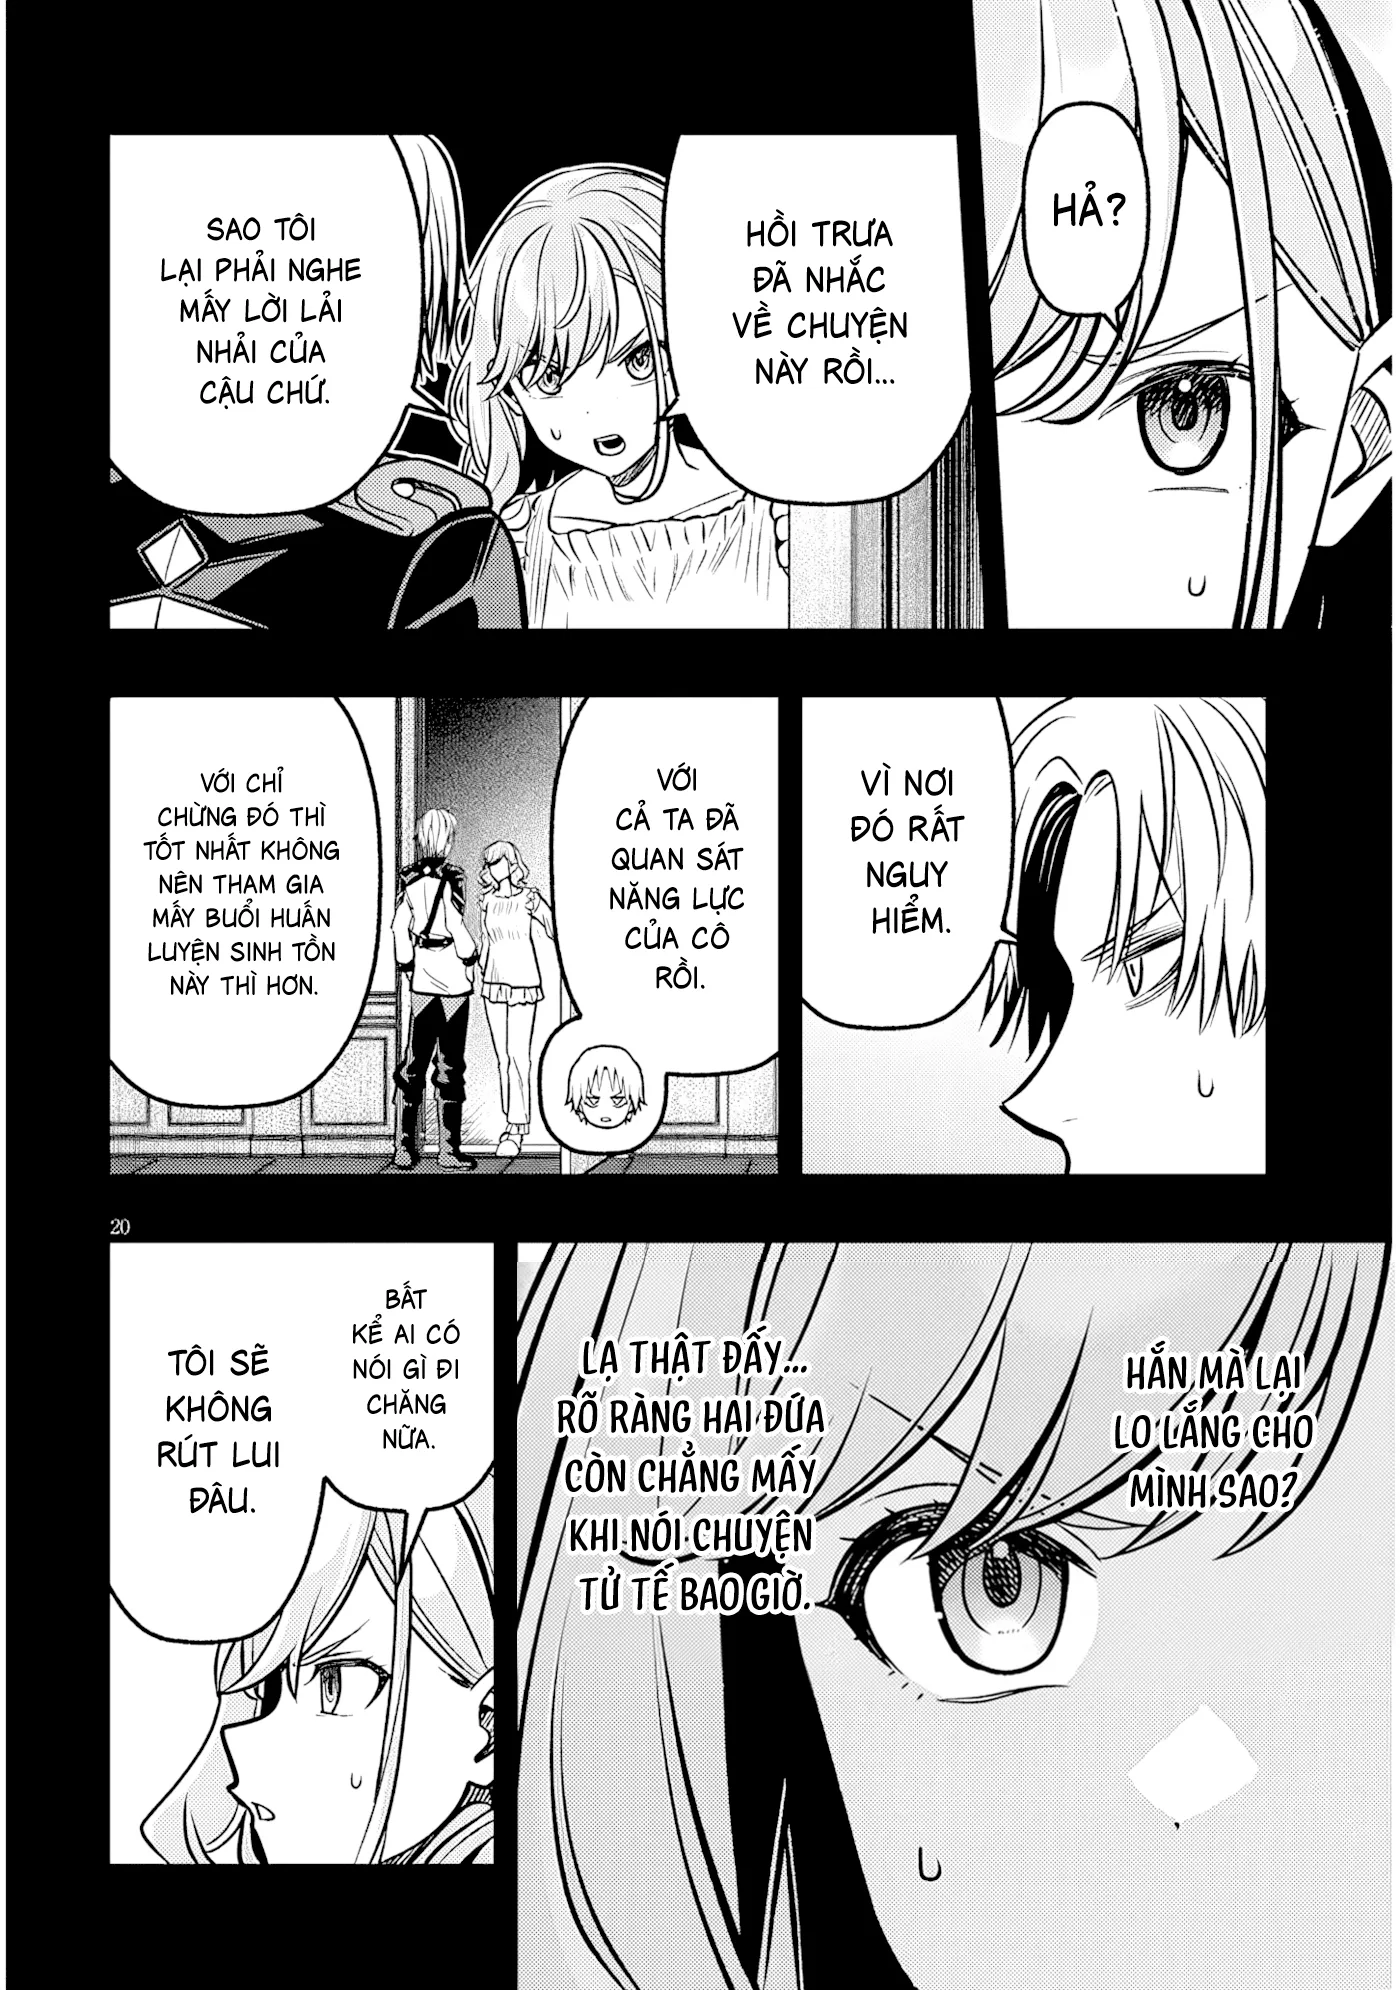 HẢ?
HỒI TRƯA
ĐÃ NHẮC
VỀ CHUYỆN
NÀY RỒI...
SAO TÔI
LẠI PHẢI NGHE
MẤY LỜI LẢI
NHẢI CỦA
CẬU CHỨ.
VÌ NƠI
ĐÓ RẤT
NGUY
HIỂM.
VỚI
CẢ TA ĐÃ
QUAN SÁT
NĂNG LỰC
CỦA CÔ
RỒI.
VỚI CHỈ
CHỪNG ĐÓ THÌ
TỐT NHẤT KHÔNG
NÊN THAM GIA
MẤY BUỔI HUẤN
LUYỆN SINH TỒN
NÀY THÌ HƠN.
20
HẮN MÀ LẠI
LO LẮNG CHO
MÌNH SAO?
LẠ THẬT ĐẤY...
RÕ RÀNG HAI ĐỨA
CÒN CHẲNG MẤY
KHI NÓI CHUYỆN
TỬ TẾ BAO GIỜ.
BẤT
KỂ AI CÓ
NÓI GÌ ĐI
CHĂNG
NỮA.
TÔI SẼ
KHÔNG
RÚT LUI
ĐÂU.